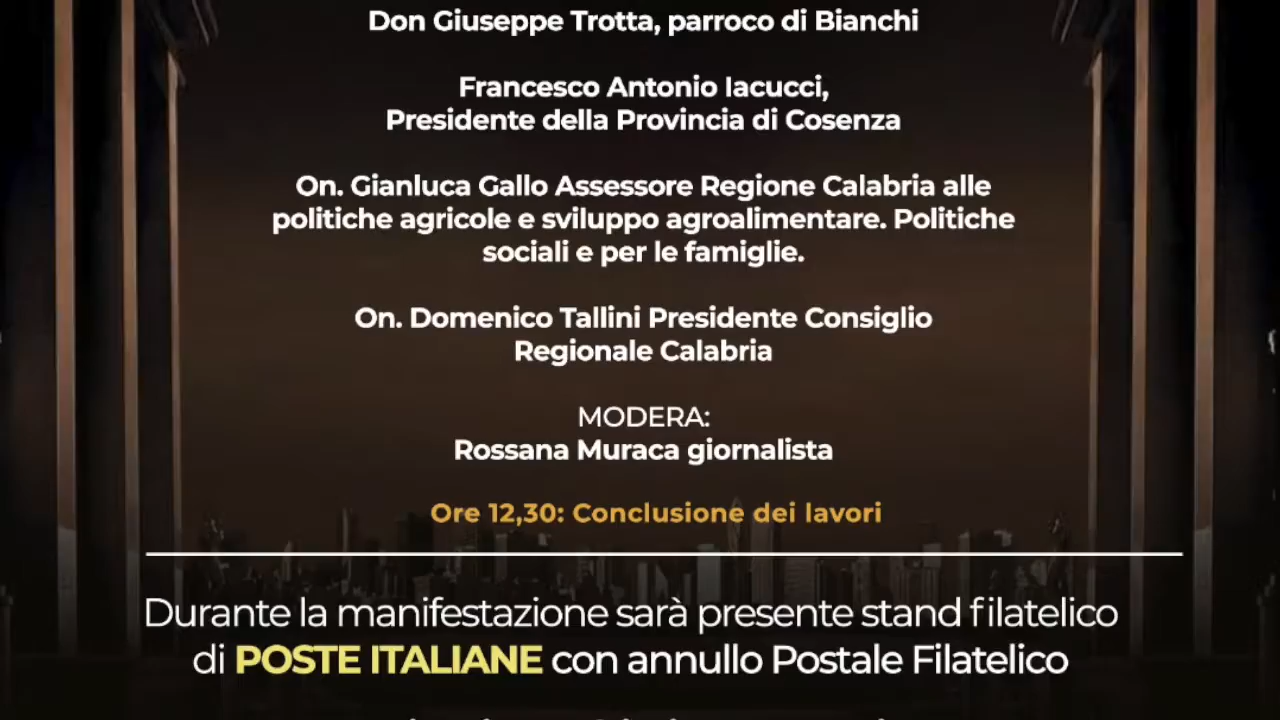 Don Giuseppe Trotta, parroco di Bianchi
Francesco Antonio Iacucci,
Presidente della Provincia di Cosenza
On. Gianluca Gallo Assessore Regione Calabria alle
politiche agricole e sviluppo agroalimentare. Politiche
sociali e per le famiglie.
On. Domenico Tallini Presidente Consiglio
Regionale Calabria
MODERA:
Rossana Muraca giornalista
Ore 12,30: Conclusione dei lavori
Durante la manifestazione sarà presente stand filatelico
di POSTE ITALIANE con annullo Postale Filatelico